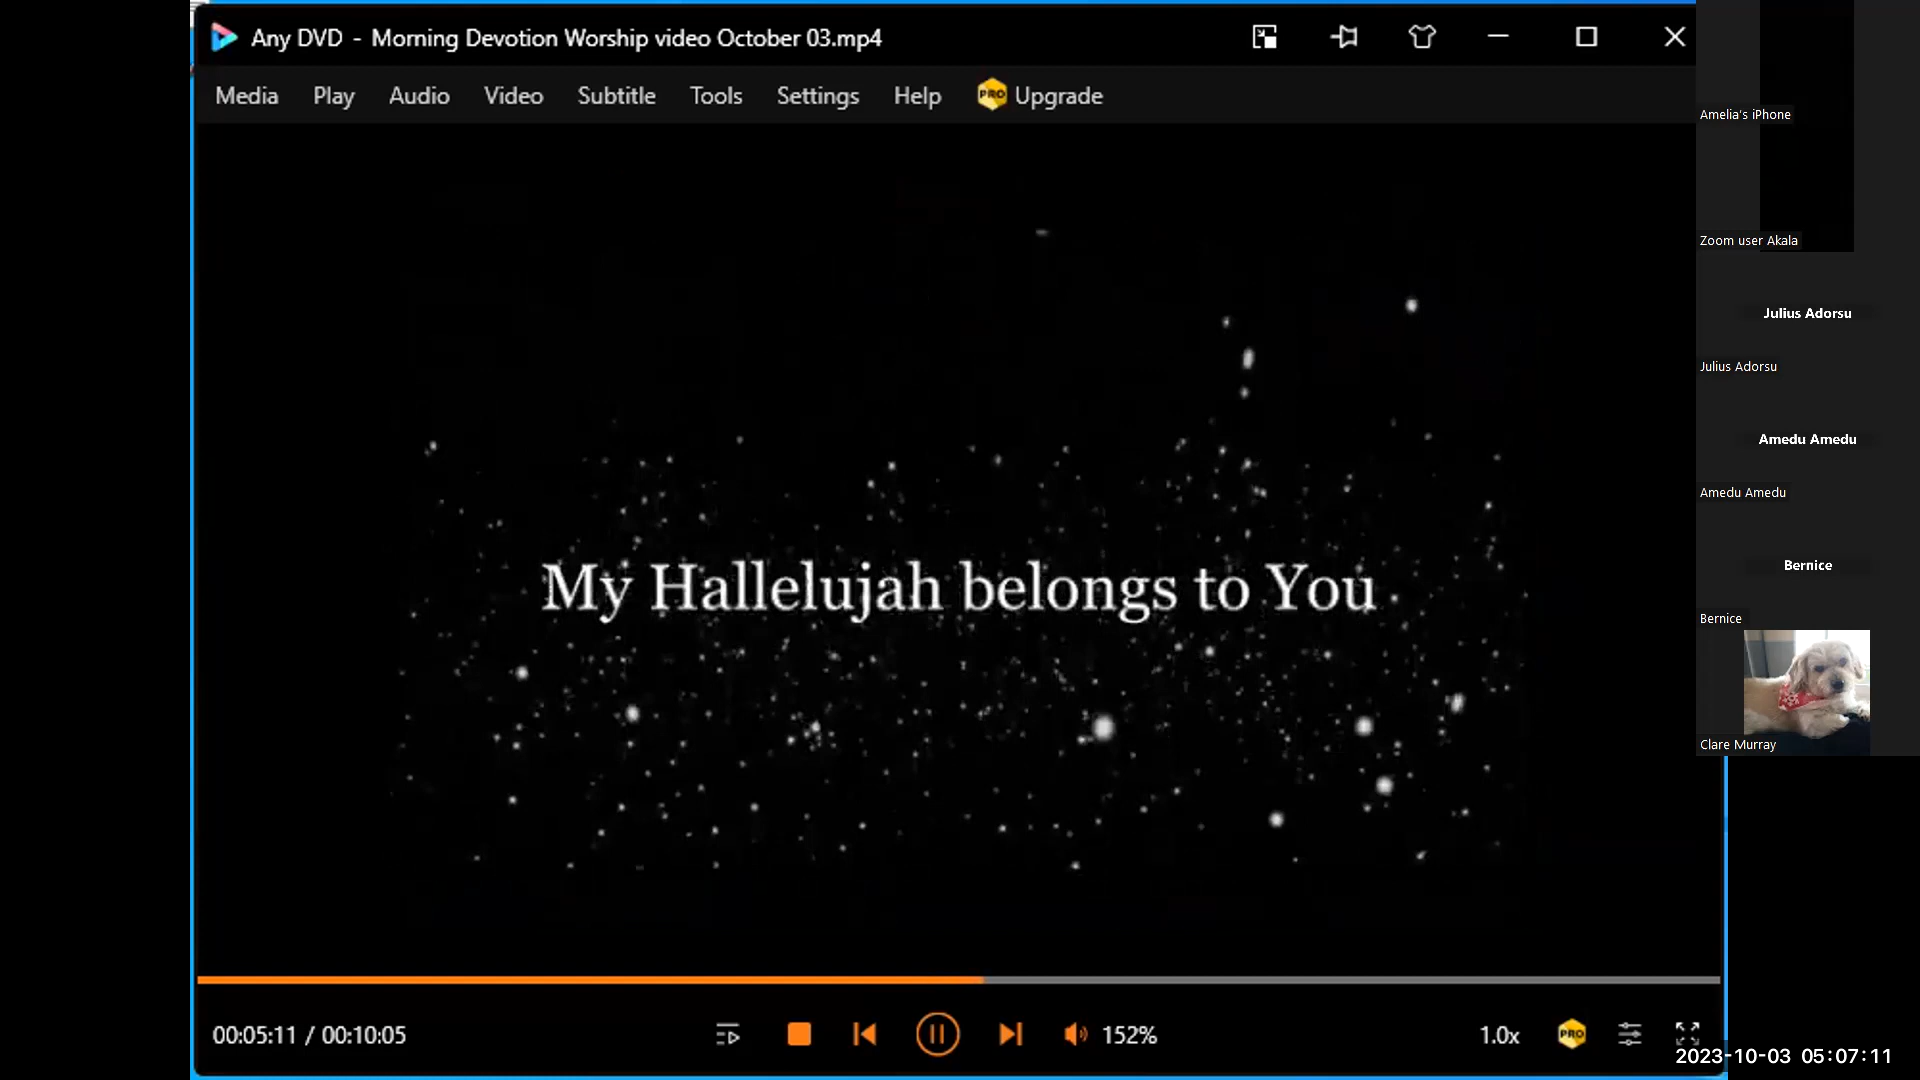 Any DVD - Morning Devotion Worship video October 03.mp4
Media Play Audio Video Subtitle Tools Settings Help PRO Upgrade
My Hallelujah belongs to You
00:05:11 / 00:10:05
152%
1.0x
PRO
Amelia's iPhone
Zoom user Akala
Julius Adorsu
Julius Adorsu
Amedu Amedu
Amedu Amedu
Bernice
Bernice
Clare Murray
2023-10-03 05:07:11